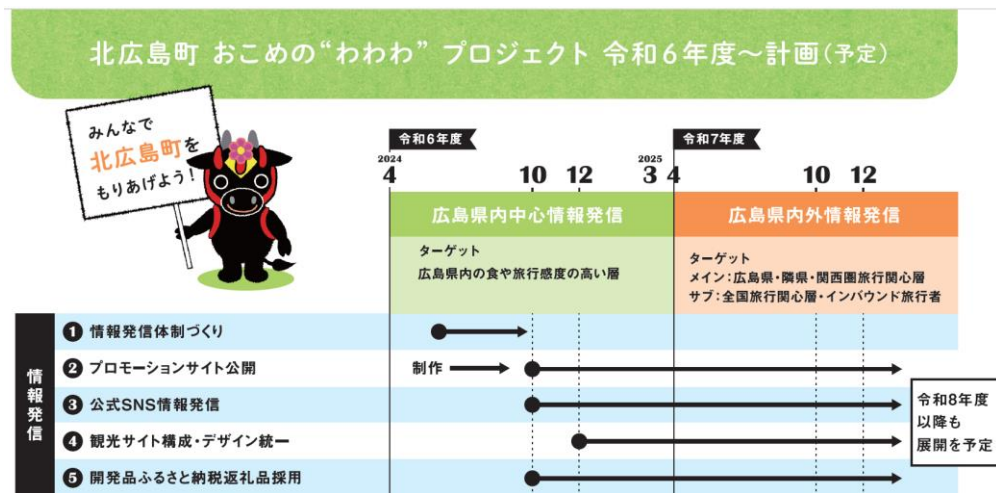 北広島町 おこめの“わわわ” プロジェクト 令和6年度〜計画(予定)
みんなで
北広島町を
もりあげよう!
令和6年度
令和7年度
2024
2025
4
10
12
3
4
10
12
広島県内中心情報発信
広島県内外情報発信
ターゲット
広島県内の食や旅行感度の高い層
ターゲット
メイン:広島県・隣県・関西圏旅行関心層
サブ:全国旅行関心層・インバウンド旅行者
情報発信
1 情報発信体制づくり
2 プロモーションサイト公開
制作
3 公式SNS情報発信
4 観光サイト構成・デザイン統一
5 開発品ふるさと納税返礼品採用
令和8年度
以降も
展開を予定